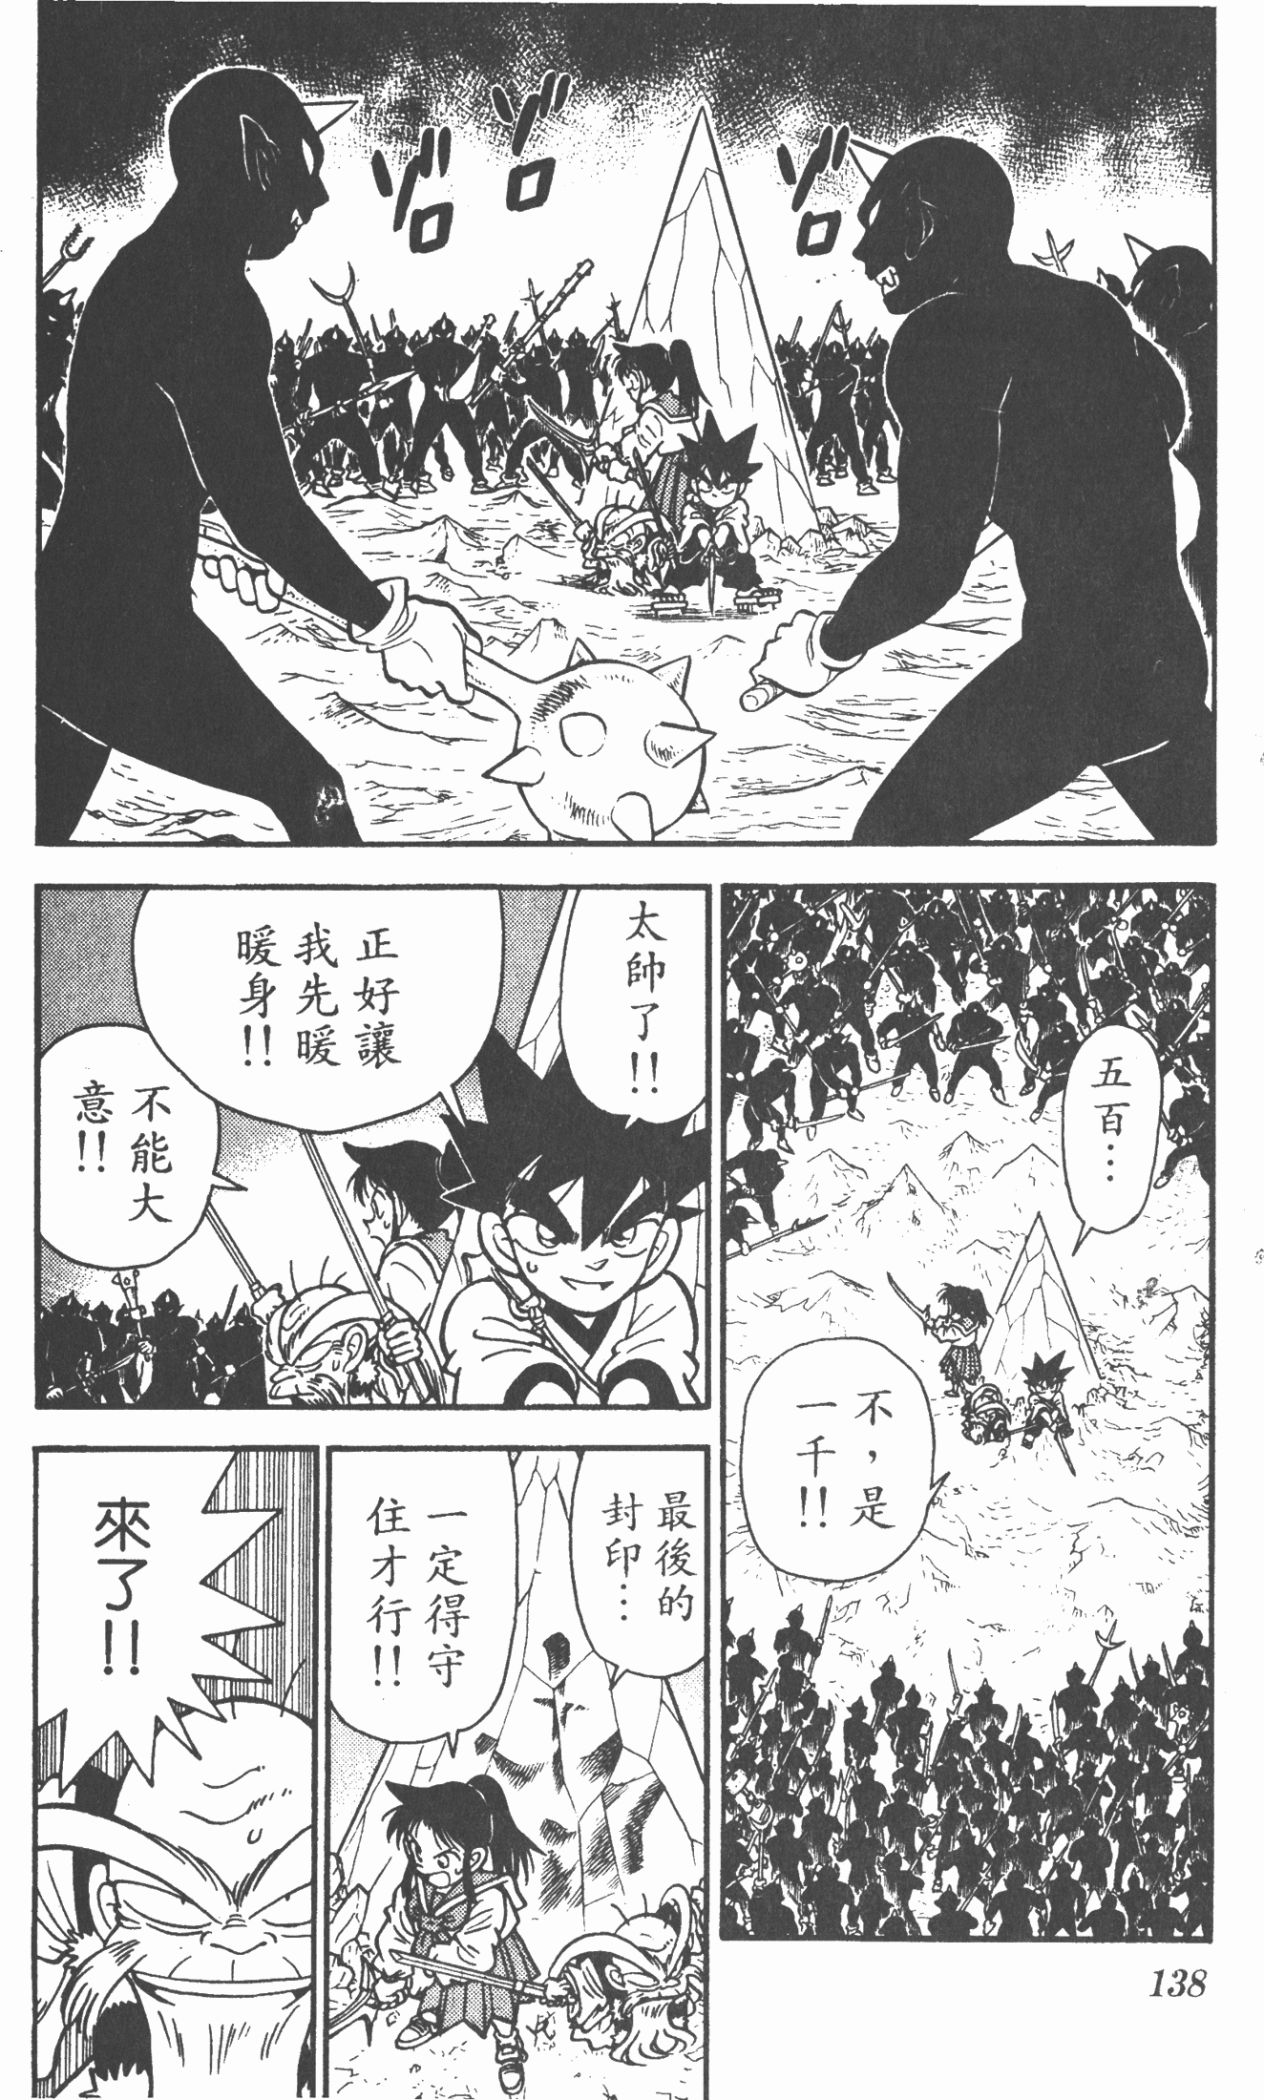 ゾロ
ゾロ
ゾロ
五百…
不，是
一千！！
太帥了！！
正好讓
我先暖
暖身！！
不能大
意！！
最後的
封印…
一定得守
住才行！！
來了！！
138